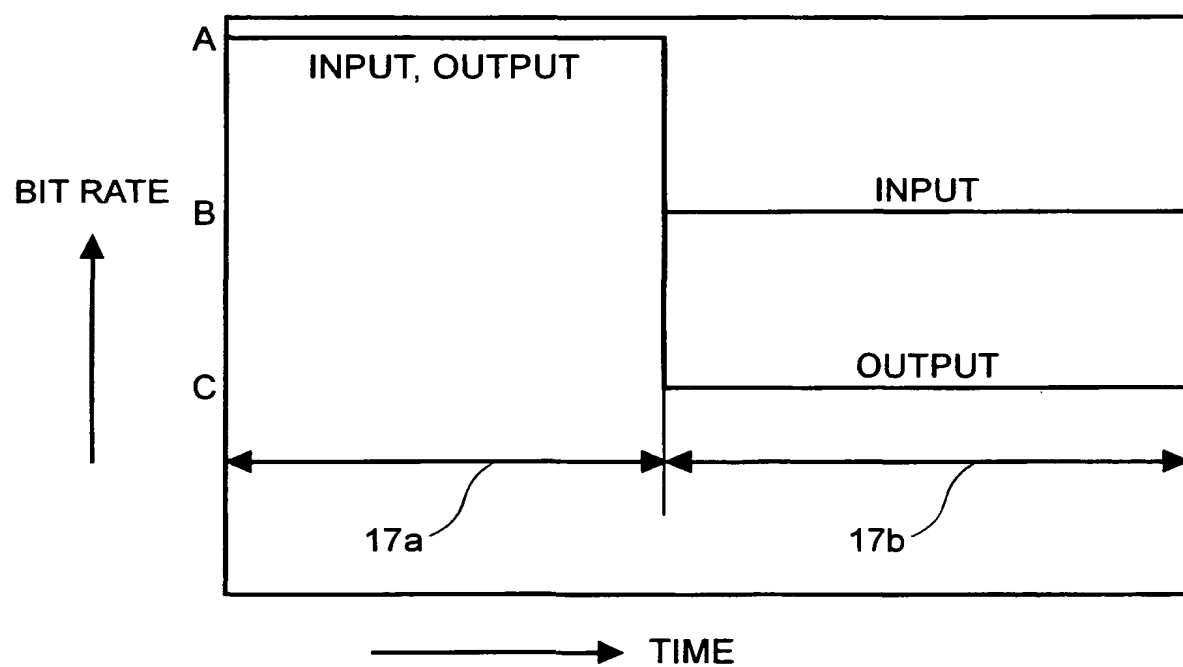 A
INPUT, OUTPUT
BIT RATE
B
INPUT
C
OUTPUT
17a
17b
TIME